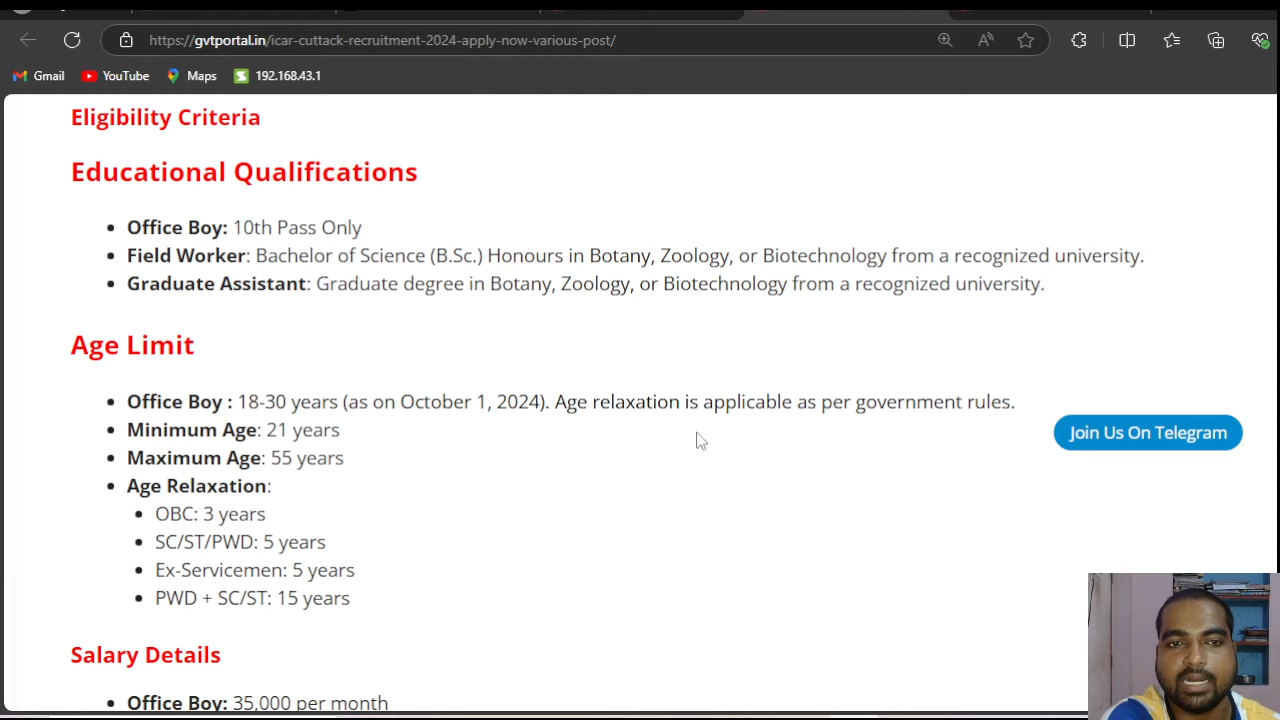 https://gvtportal.in/icar-cuttack-recruitment-2024-apply-now-various-post/
Gmail YouTube Maps 192.168.43.1
Eligibility Criteria
Educational Qualifications
Office Boy: 10th Pass Only
Field Worker: Bachelor of Science (B.Sc.) Honours in Botany, Zoology, or Biotechnology from a recognized university.
Graduate Assistant: Graduate degree in Botany, Zoology, or Biotechnology from a recognized university.
Age Limit
Office Boy : 18-30 years (as on October 1, 2024). Age relaxation is applicable as per government rules.
Minimum Age: 21 years
Join Us On Telegram
Maximum Age: 55 years
Age Relaxation:
OBC: 3 years
SC/ST/PWD: 5 years
Ex-Servicemen: 5 years
PWD + SC/ST: 15 years
Salary Details
Office Boy: 35,000 per month